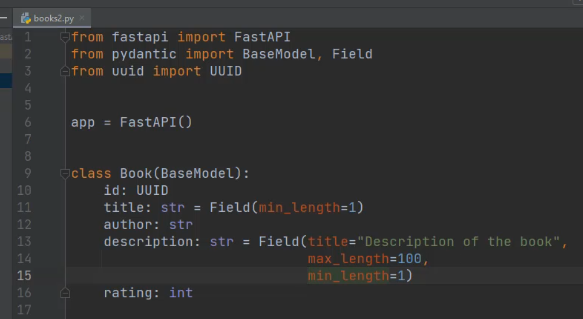 books2.py
1 from fastapi import FastAPI
2 from pydantic import BaseModel, Field
3 from uuid import UUID
4
5
6 app = FastAPI()
7
8
9 class Book(BaseModel):
10     id: UUID
11     title: str = Field(min_length=1)
12     author: str
13     description: str = Field(title="Description of the book",
14                              max_length=100,
15                              min_length=1)
16     rating: int
17